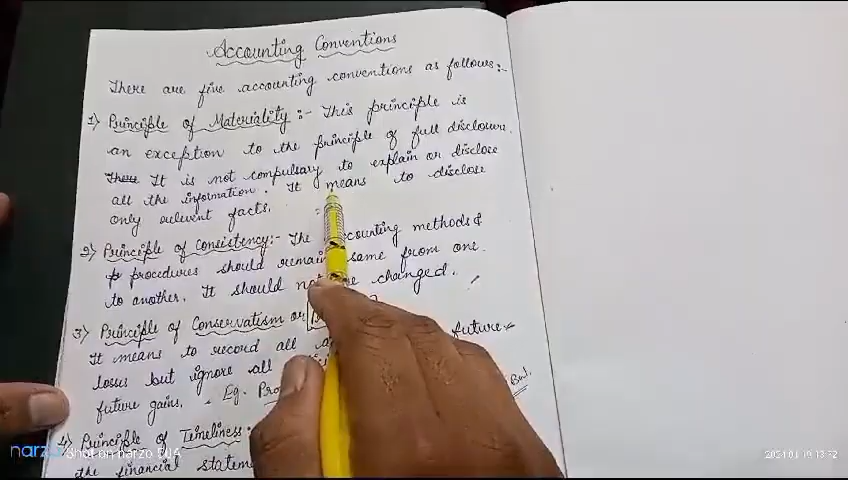 Accounting Conventions
There are five accounting conventions as follows:-
1) Principle of Materiality :- This principle is
an exception to the principle of full disclosure.
There It is not compulsary to explain or disclose
all the information. It means to disclose
only relevent facts.
2) Principle of Consistency:- The accounting methods &
procedures should remain same from one
to another. It should not be changed.
3) Principle of Conservatism or
It means to record all future
losses but ignore all
future gains. Eg. Bad.
4) Principle of Timeliness:
the financial
narzo Shot on narzo 50A